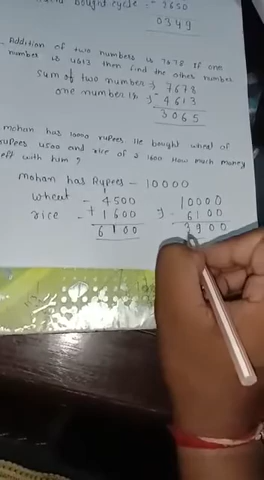 bought cycle = - 3650
0349
Addition of two numbers is 7678 If one
number is 4613 then find the other number
Sum of two number 7678
one number is - 4613
3065
mohan has 10000 rupees. He bought wheat of
rupees 4500 and rice of 1600 How much money
left with him ?
mohan has Rupees - 10000
wheat - 4500 10000
rice - + 1600 - 6100
6100 3900